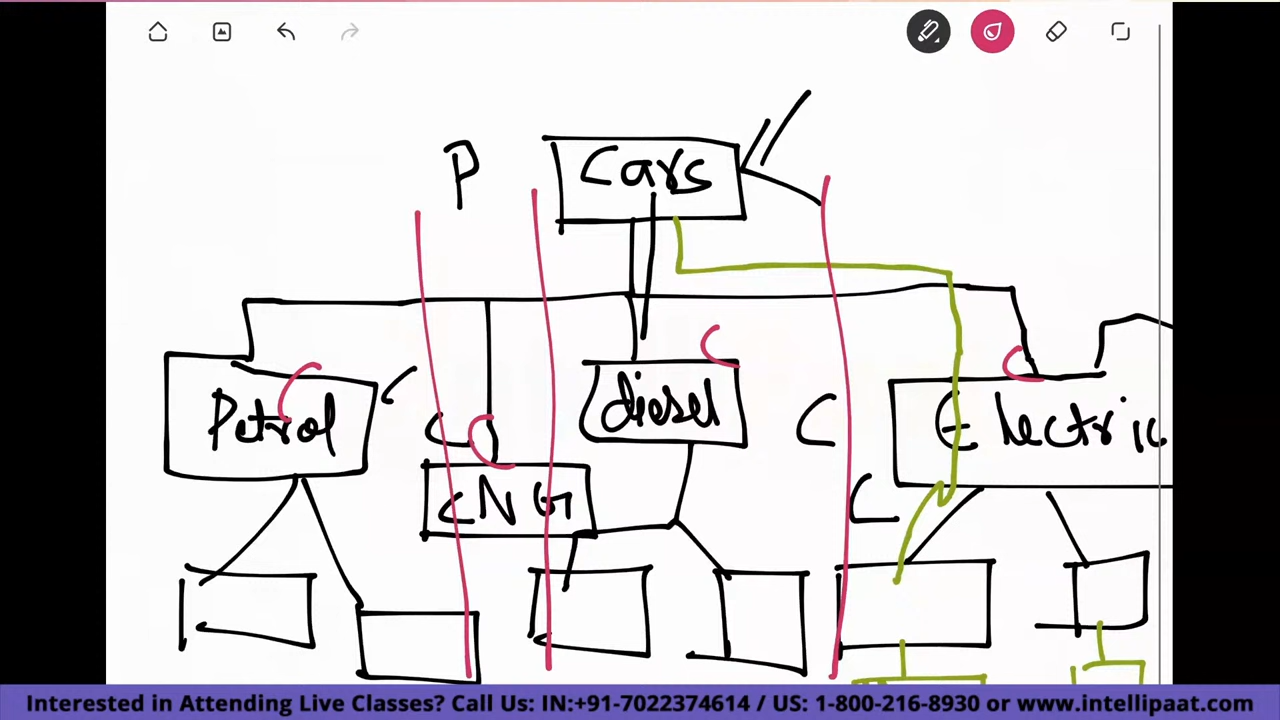 P
Cars
Petrol
C
C
C
C
diesel
C
C
C
C
Electric
CNG
Interested in Attending Live Classes? Call Us: IN:+91-7022374614 / US: 1-800-216-8930 or www.intellipaat.com